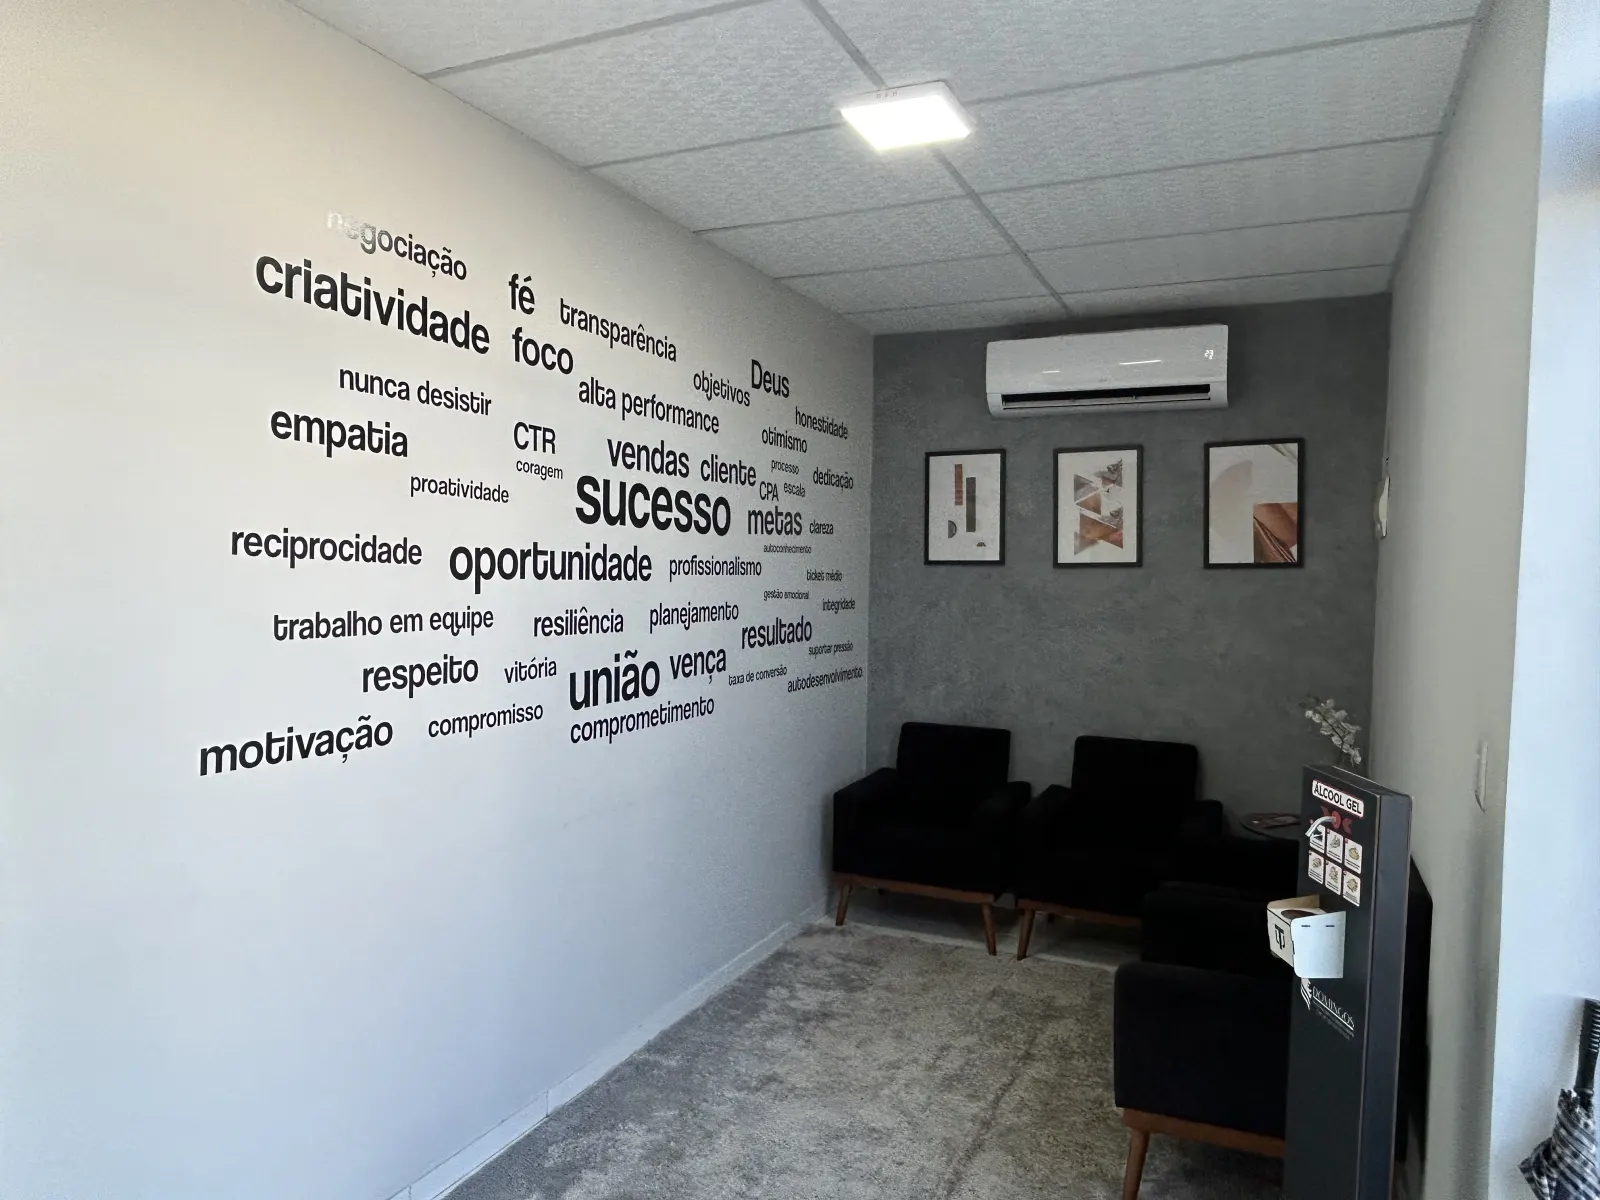 negociação
criatividade
fé
transparência
foco
objetivos
Deus
nunca desistir
alta performance
honestidade
empatia
CTR
otimismo
coragem
vendas
cliente
processo
dedicação
proatividade
sucesso
CPA
escala
metas
clareza
reciprocidade
oportunidade
profissionalismo
autoconhecimento
ticket médio
gestão emocional
integridade
trabalho em equipe
resiliência
planejamento
resultado
suportar pressão
respeito
vitória
união
vença
taxa de conversão
autodesenvolvimento
motivação
compromisso
comprometimento
23
ÁLCOOL GEL
DOMINGOS